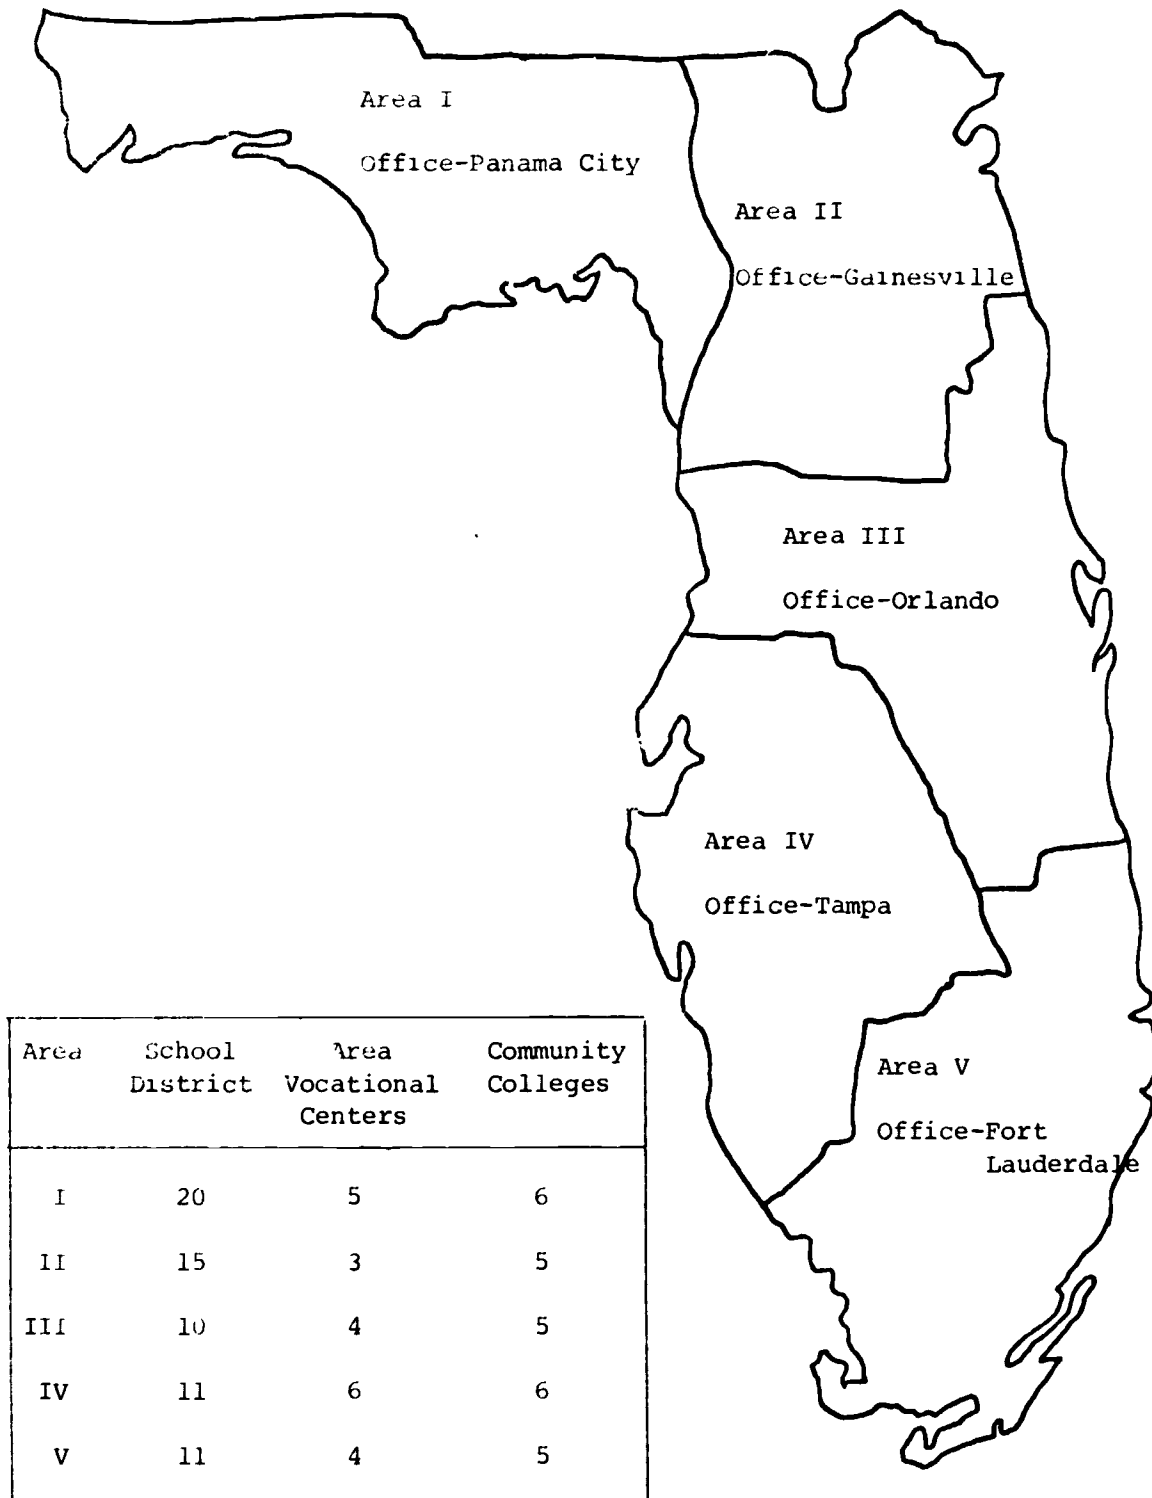 Area I
Office-Panama City
Area II
Office-Gainesville
Area III
Office-Orlando
Area IV
Office-Tampa
Area V
Office-Fort
Lauderdale
Area School Area Community
District Vocational Colleges
Centers
I 20 5 6
II 15 3 5
III 10 4 5
IV 11 6 6
V 11 4 5